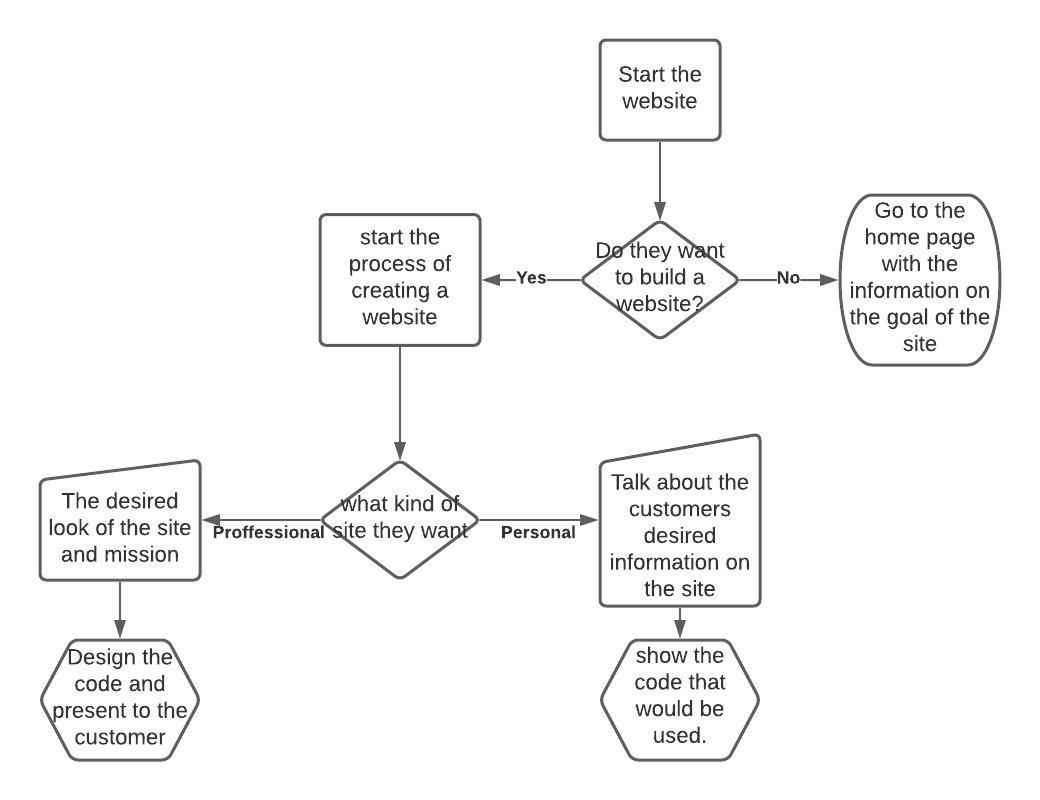 Start the
website
start the
process of
creating a
website
Yes
Do they want
to build a
website?
No
Go to the
home page
with the
information on
the goal of the
site
The desired
look of the site
and mission
Proffessional
what kind of
site they want
Personal
Talk about the
customers
desired
information on
the site
Design the
code and
present to the
customer
show the
code that
would be
used.